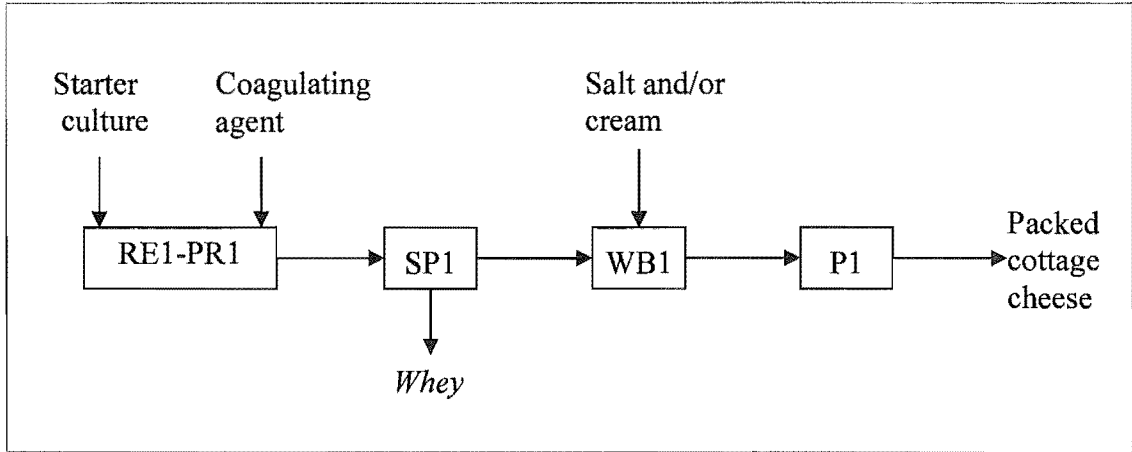 Starter
culture
Coagulating
agent
Salt and/or
cream
RE1-PR1
SP1
WB1
P1
Packed
cottage
cheese
Whey